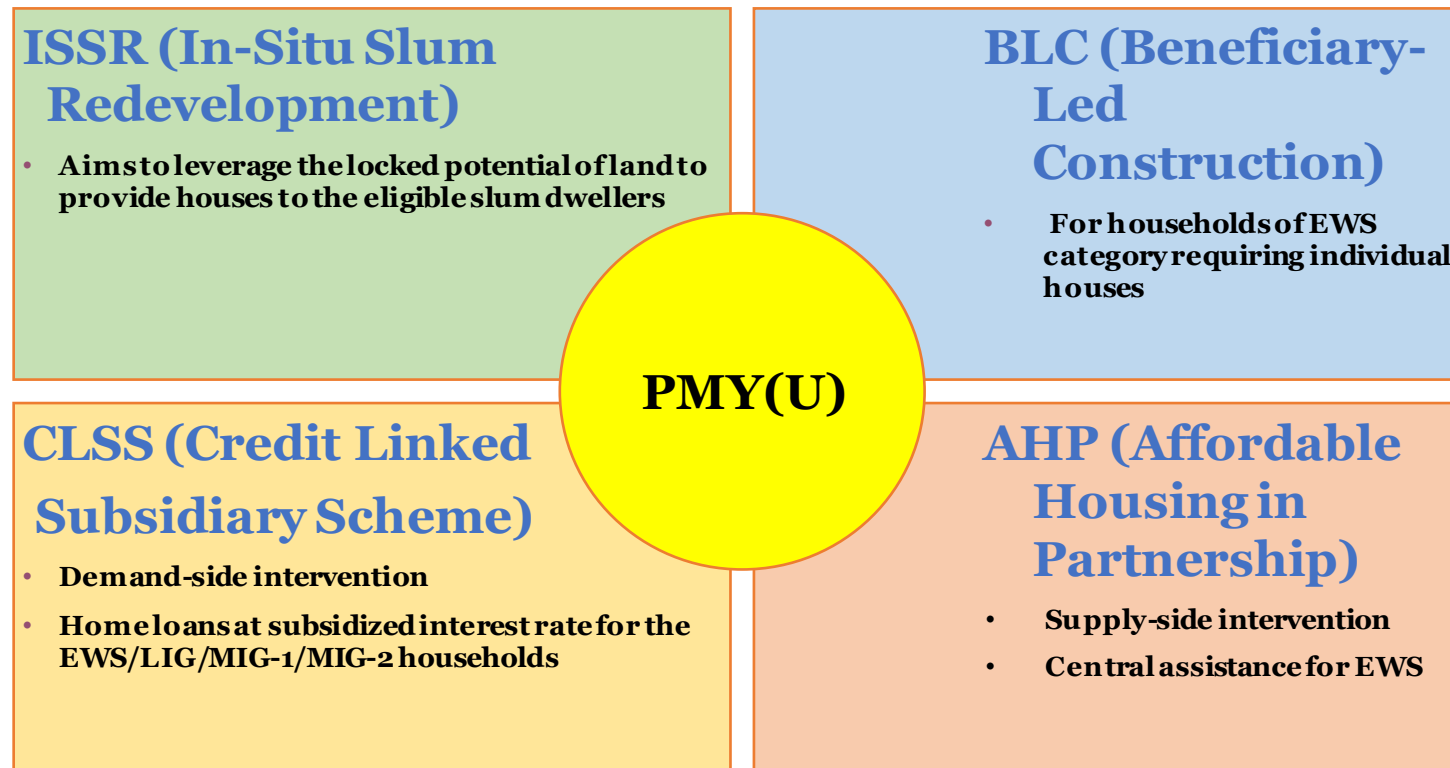 ISSR (In-Situ Slum
Redevelopment)
• Aims to leverage the locked potential of land to
provide houses to the eligible slum dwellers
BLC (Beneficiary-
Led
Construction)
• For households of EWS
category requiring individual
houses
PMY(U)
CLSS (Credit Linked
Subsidiary Scheme)
• Demand-side intervention
• Home loans at subsidized interest rate for the
EWS/LIG/MIG-1/MIG-2 households
AHP (Affordable
Housing in
Partnership)
• Supply-side intervention
• Central assistance for EWS